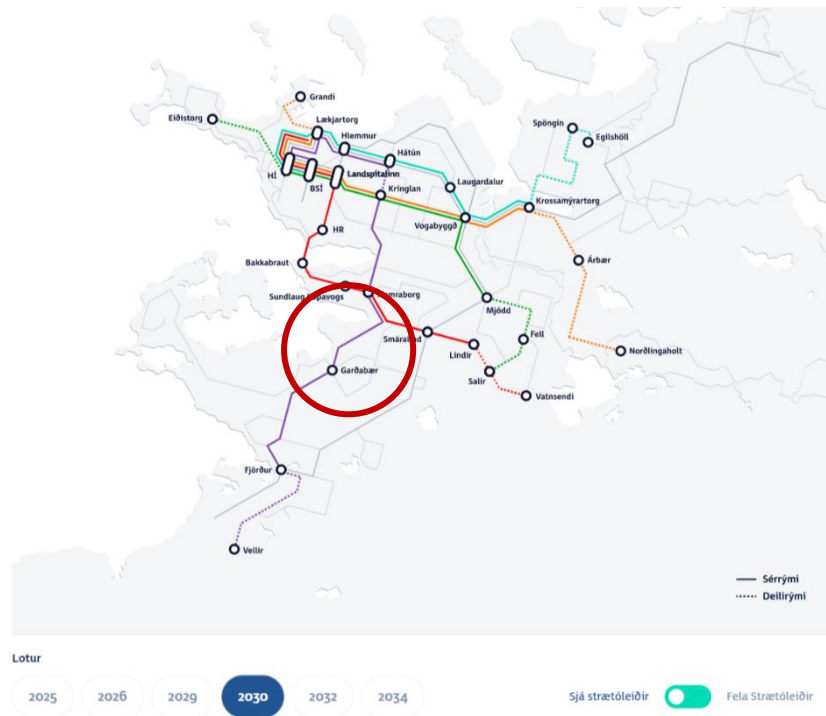 Grandi
Eiðistorg
Lækjartorg
Hlemmur
Spöngin
Egilshöll
Hátún
HÍ
BSÍ
Landspítalinn
Kringlan
Laugardalur
Krossamýrartorg
Vogabyggð
HR
Bakkabraut
Árbær
Sundlaug
Mjódd
Fell
Lindir
Norðlingaholt
Garðabær
Salir
Vatnsendi
Fjörður
Vellir
Sérrými
Deilirými
Lotur
2025 2026 2029 2030 2032 2034 Sjá strætóleiðir Fela Strætóleiðir